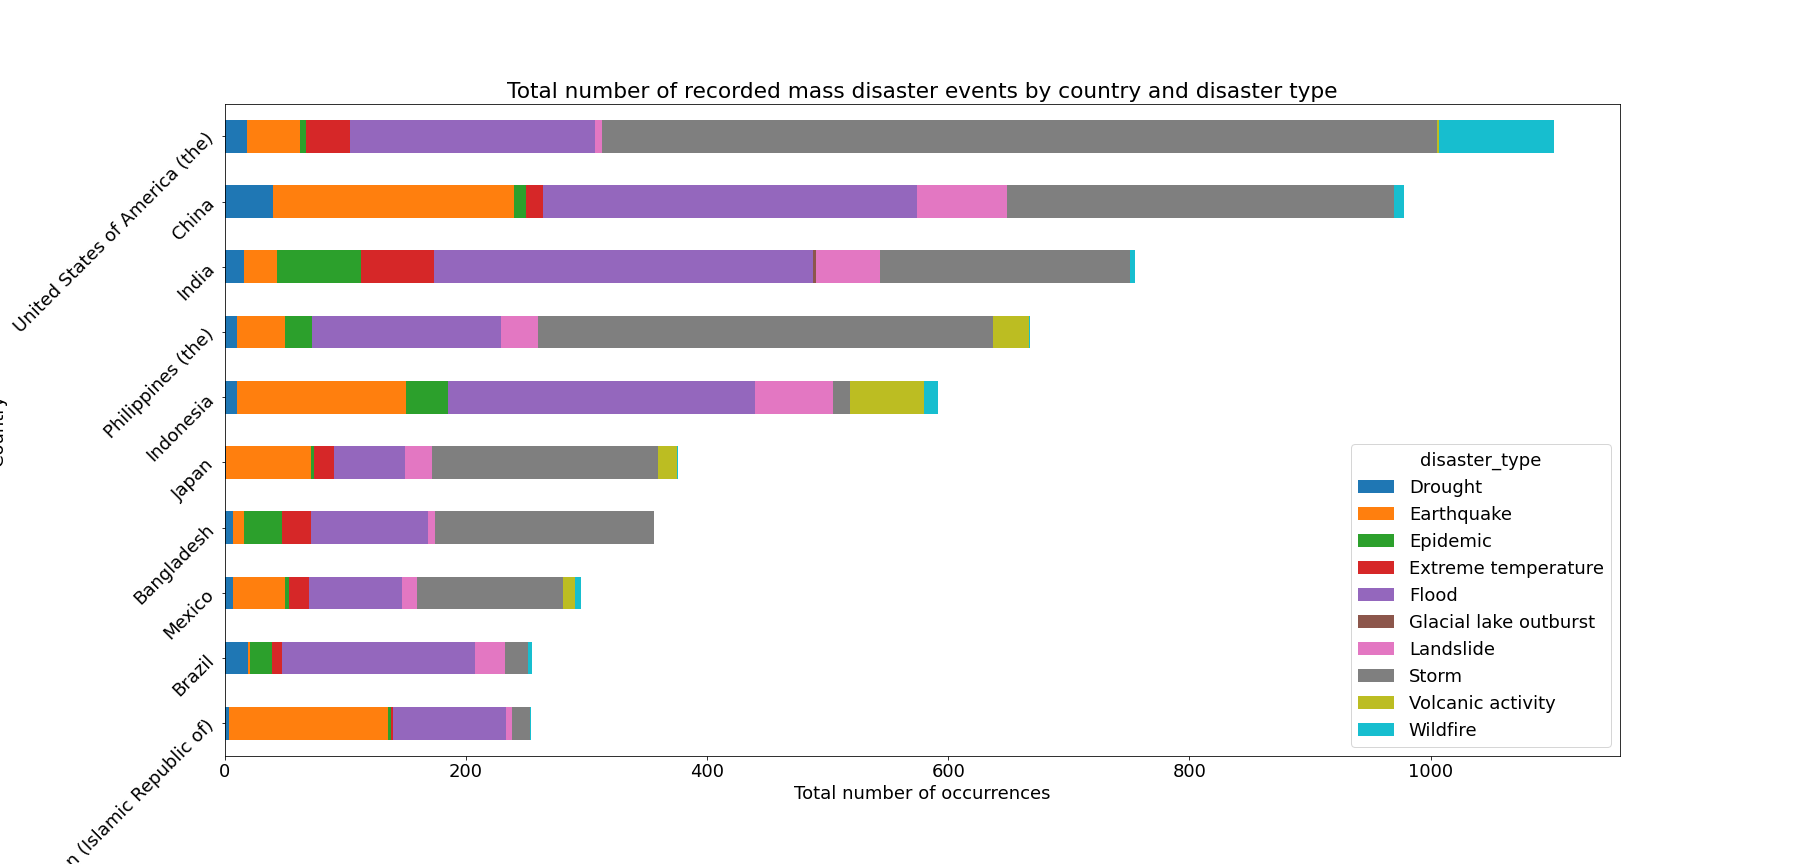 Total number of recorded mass disaster events by country and disaster type
United States of America (the)
China
India
Philippines (the)
Indonesia
Japan
Bangladesh
Mexico
Brazil
(Islamic Republic of)
disaster_type
Drought
Earthquake
Epidemic
Extreme temperature
Flood
Glacial lake outburst
Landslide
Storm
Volcanic activity
Wildfire
0 200 400 600 800 1000
Total number of occurrences